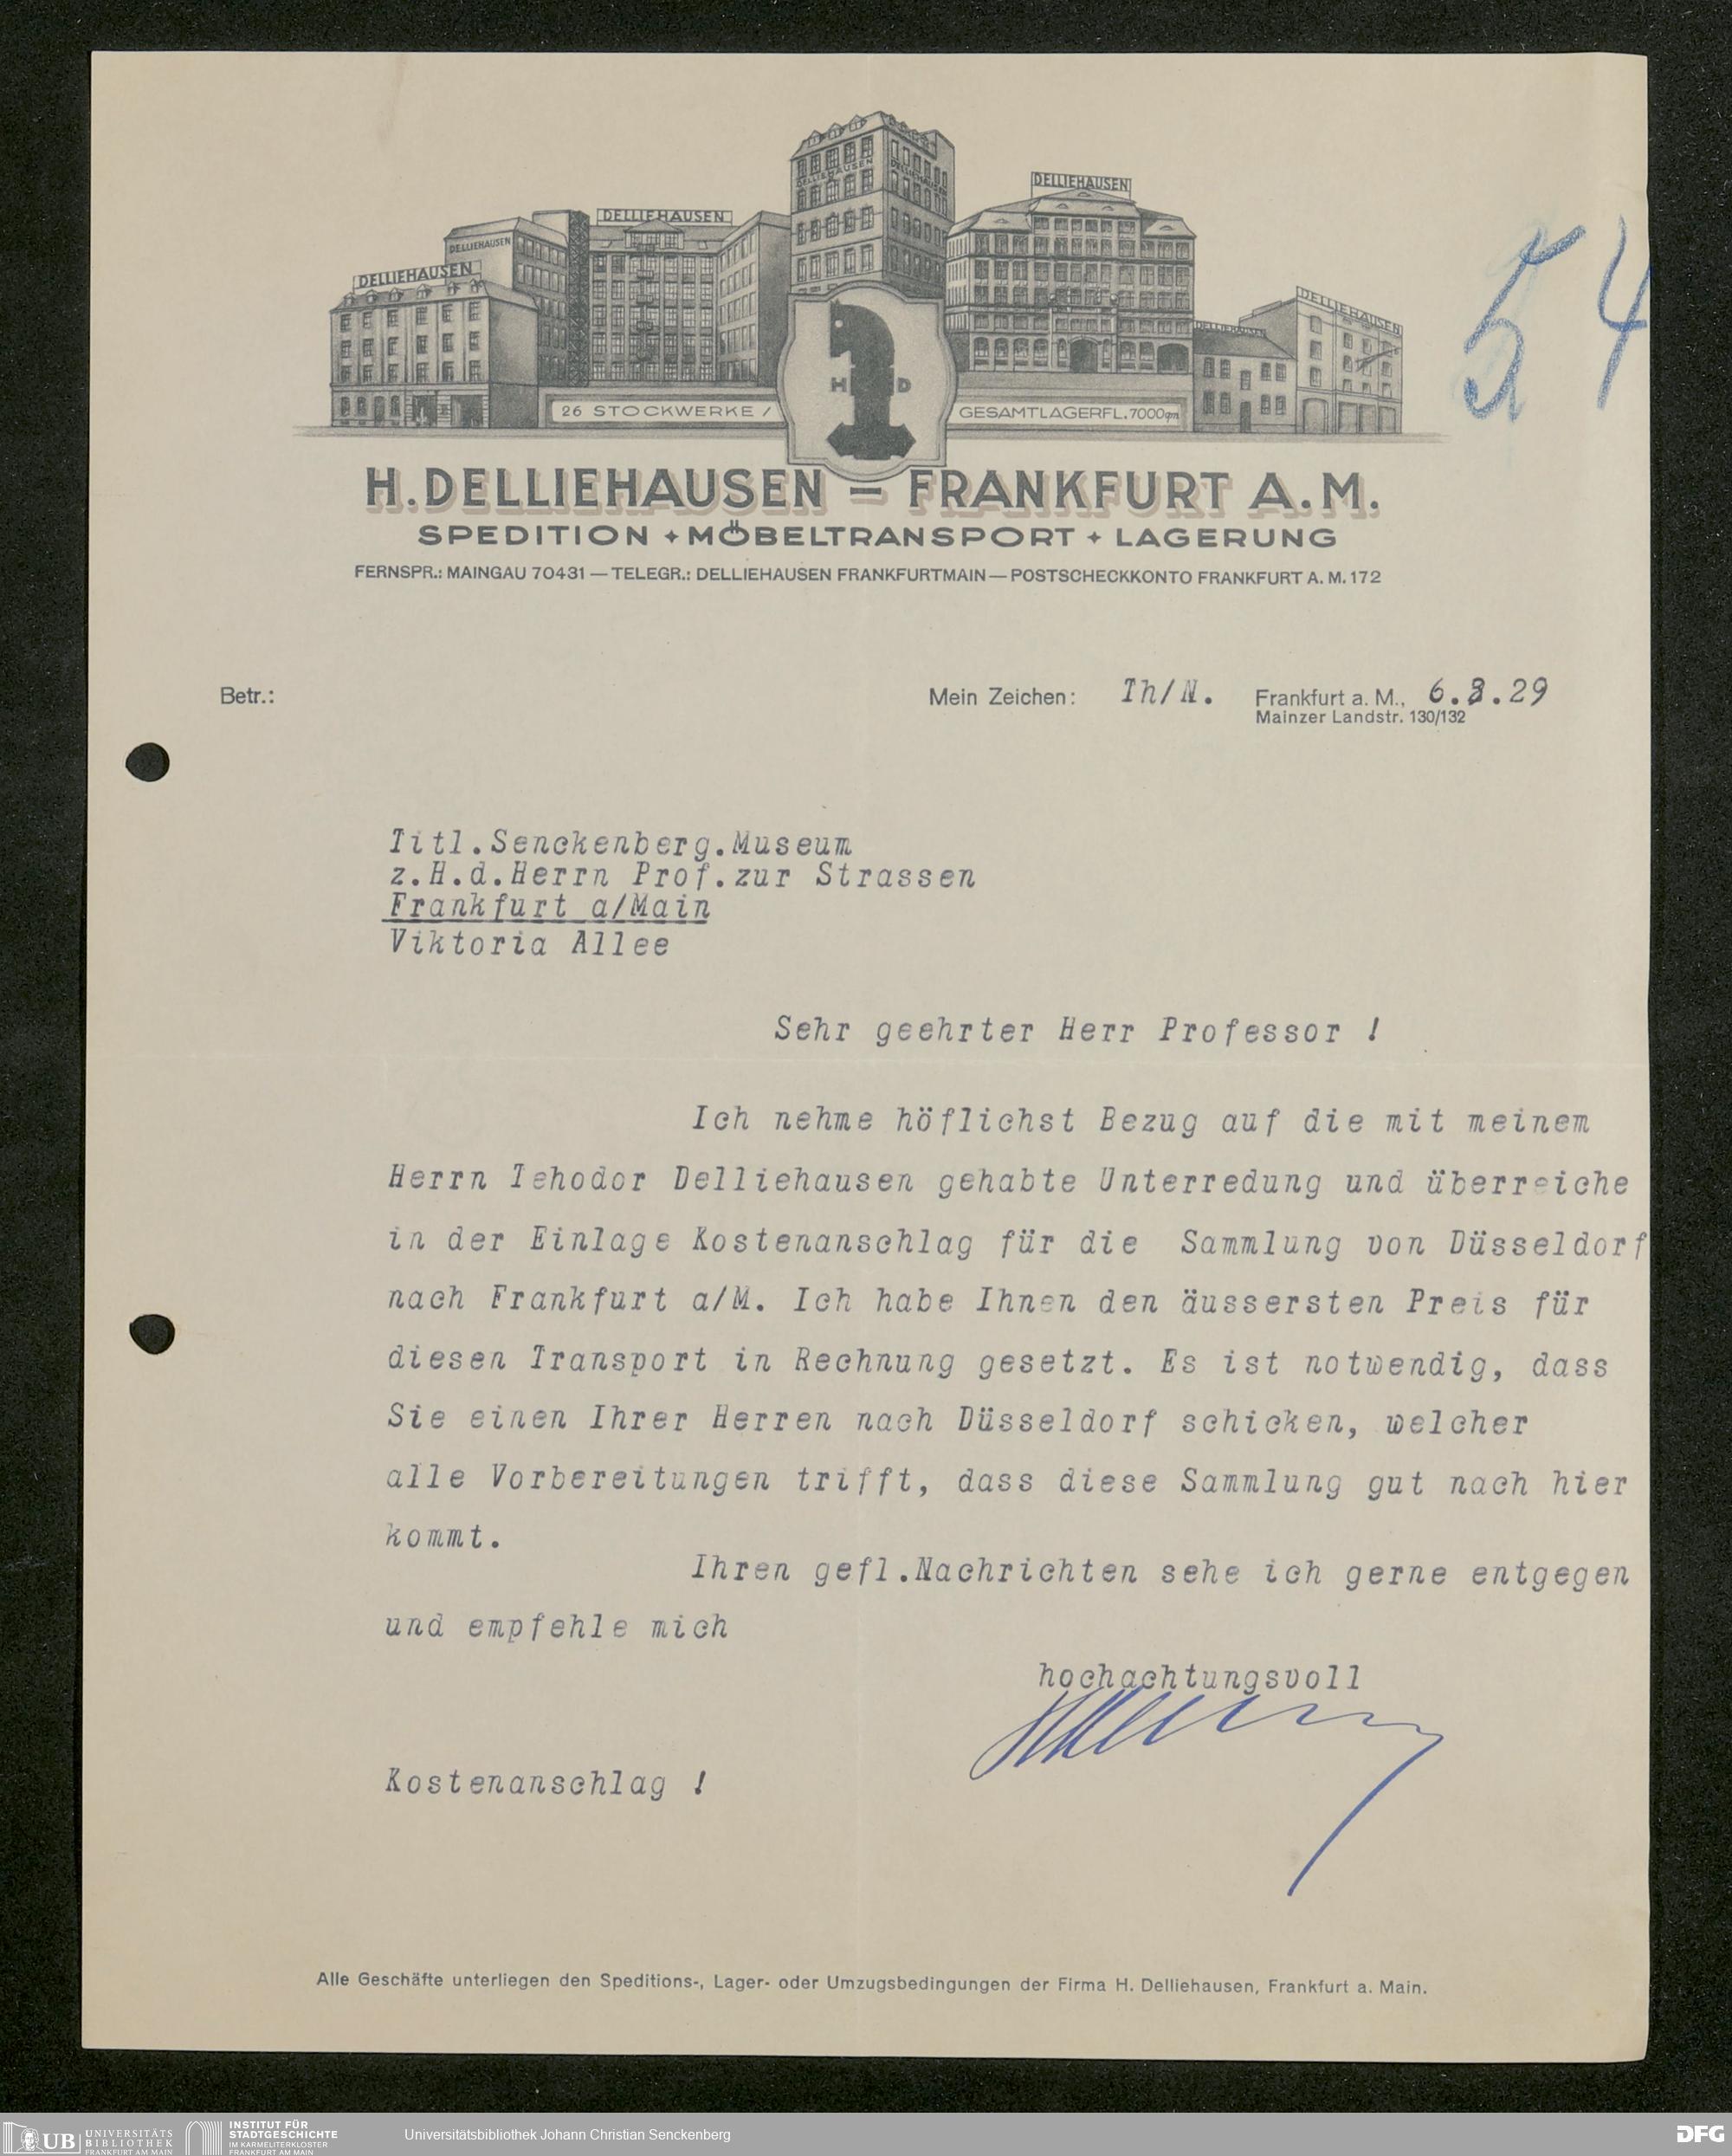 DELLIEHAUSEN
DELLIEHAUSEN
DELLIEHAUSEN
DELLIEHAUSEN
DELLIEHAUSEN
DELLIEHAUSEN
DELLIEHAUSEN
DELLIEHAUSEN
H D
26 STOCKWERKE / GESAMTLAGERFL. 7000qm
54
H. DELLIEHAUSEN – FRANKFURT A. M.
SPEDITION + MÖBELTRANSPORT + LAGERUNG
FERNSPR.: MAINGAU 70431 — TELEGR.: DELLIEHAUSEN FRANKFURTMAIN — POSTSCHECKKONTO FRANKFURT A. M. 172
Betr.: Mein Zeichen: Th/N. Frankfurt a. M., 6. .29
Mainzer Landstr. 130/132
Titl.Senckenberg.Museum
z.H.d.Herrn Prof.zur Strassen
Frankfurt a/Main
Viktoria Allee
Sehr geehrter Herr Professor !
Ich nehme höflichst Bezug auf die mit meinem
Herrn Tehodor Delliehausen gehabte Unterredung und überreiche
in der Einlage Kostenanschlag für die Sammlung von Düsseldorf
nach Frankfurt a/M. Ich habe Ihnen den äussersten Preis für
diesen Transport in Rechnung gesetzt. Es ist notwendig, dass
Sie einen Ihrer Herren nach Düsseldorf schicken, welcher
alle Vorbereitungen trifft, dass diese Sammlung gut nach hier
kommt.
Ihren gefl.Nachrichten sehe ich gerne entgegen
und empfehle mich
hochachtungsvoll
Kostenanschlag !
Alle Geschäfte unterliegen den Speditions-, Lager- oder Umzugsbedingungen der Firma H. Delliehausen, Frankfurt a. Main.
UB UNIVERSITÄTS
BIBLIOTHEK
FRANKFURT AM MAIN
INSTITUT FÜR
STADTGESCHICHTE
IM KARMELITERKLOSTER
FRANKFURT AM MAIN
Universitätsbibliothek Johann Christian Senckenberg
DFG